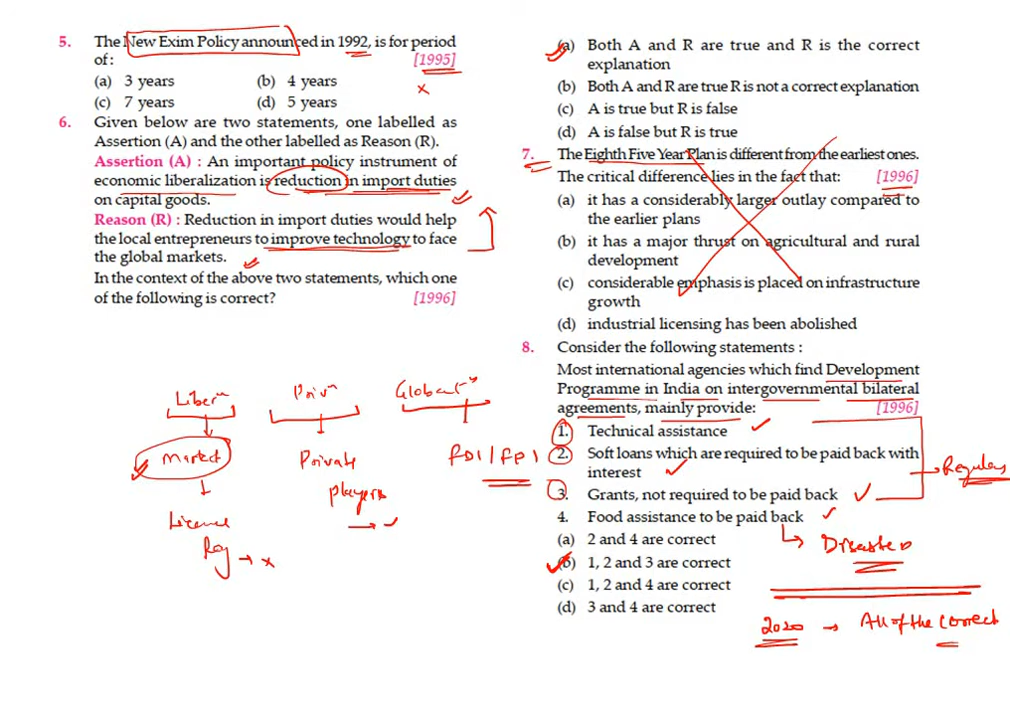 5. The New Exim Policy announced in 1992, is for period
of: [1995]
(a) 3 years (b) 4 years
(c) 7 years (d) 5 years
6. Given below are two statements, one labelled as
Assertion (A) and the other labelled as Reason (R).
Assertion (A) : An important policy instrument of
economic liberalization is reduction in import duties
on capital goods.
Reason (R) : Reduction in import duties would help
the local entrepreneurs to improve technology to face
the global markets.
In the context of the above two statements, which one
of the following is correct? [1996]
(a) Both A and R are true and R is the correct
explanation
(b) Both A and R are true R is not a correct explanation
(c) A is true but R is false
(d) A is false but R is true
7. The Eighth Five Year Plan is different from the earliest ones.
The critical difference lies in the fact that: [1996]
(a) it has a considerably larger outlay compared to
the earlier plans
(b) it has a major thrust on agricultural and rural
development
(c) considerable emphasis is placed on infrastructure
growth
(d) industrial licensing has been abolished
8. Consider the following statements :
Most international agencies which find Development
Programme in India on intergovernmental bilateral
agreements, mainly provide: [1996]
1. Technical assistance
2. Soft loans which are required to be paid back with
interest
3. Grants, not required to be paid back
4. Food assistance to be paid back
(a) 2 and 4 are correct
(b) 1, 2 and 3 are correct
(c) 1, 2 and 4 are correct
(d) 3 and 4 are correct
Liberⁿ Privⁿ Globalⁿ
Market Private FDI/FPI
players
Licence
Raj → x
Regular
Disaster
2020 → All of the correct